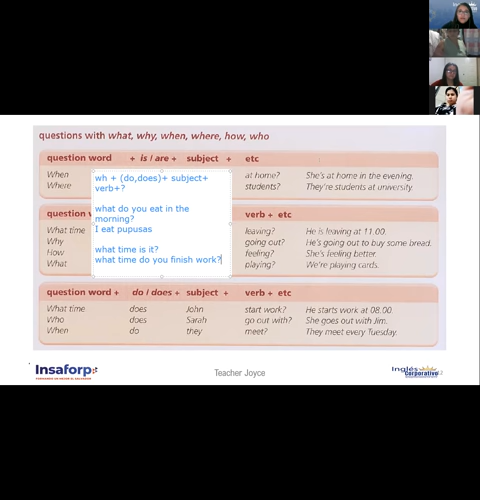 questions with what, why, when, where, how, who
question word + is / are + subject + etc
When at home? She's at home in the evening.
Where students? They're students at university.
wh + (do,does)+ subject+
verb+?
what do you eat in the
morning?
I eat pupusas
what time is it?
what time do you finish work?
question verb + etc
What time leaving? He is leaving at 11.00.
Why going out? He's going out to buy some bread.
How feeling? She's feeling better.
What playing? We're playing cards.
question word + do / does + subject + verb + etc
What time does John start work? He starts work at 08.00.
Who does Sarah go out with? She goes out with Jim.
When do they meet? They meet every Tuesday.
Insaforp
Teacher Joyce
Inglés
Corporativo